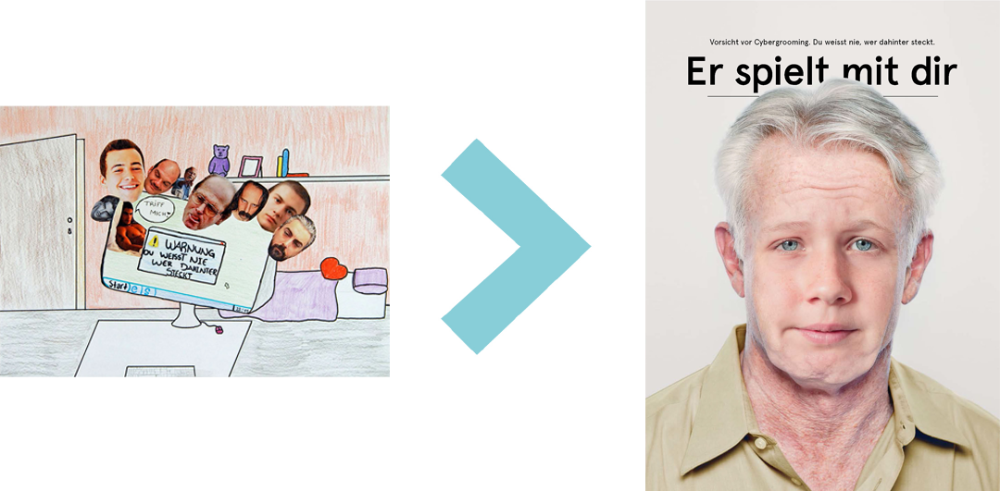 TRIFF
MICH♥
WARNUNG
DU WEISST NIE
WER DAHINTER
STECKT
Start
Vorsicht vor Cybergrooming. Du weisst nie, wer dahinter steckt.
Er spielt mit dir